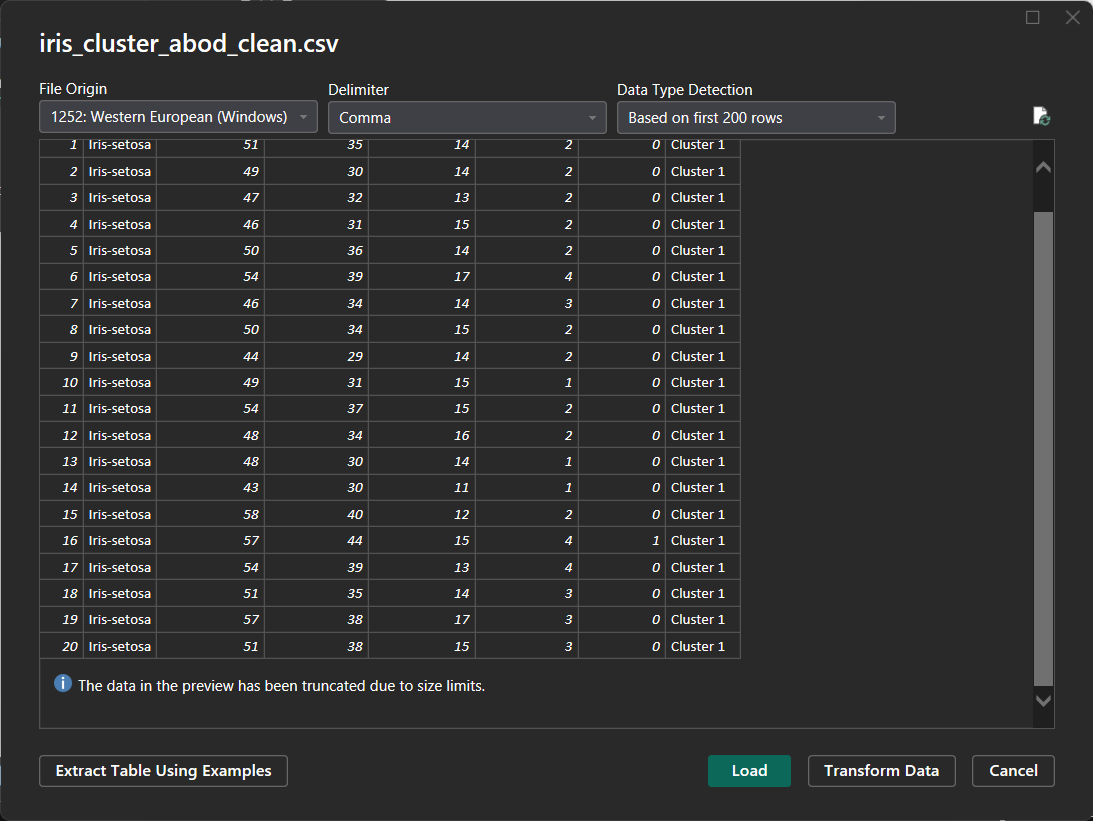 iris_cluster_abod_clean.csv
File Origin
Delimiter
Data Type Detection
1252: Western European (Windows)
Comma
Based on first 200 rows
1 Iris-setosa 51 35 14 2 0 Cluster 1
2 Iris-setosa 49 30 14 2 0 Cluster 1
3 Iris-setosa 47 32 13 2 0 Cluster 1
4 Iris-setosa 46 31 15 2 0 Cluster 1
5 Iris-setosa 50 36 14 2 0 Cluster 1
6 Iris-setosa 54 39 17 4 0 Cluster 1
7 Iris-setosa 46 34 14 3 0 Cluster 1
8 Iris-setosa 50 34 15 2 0 Cluster 1
9 Iris-setosa 44 29 14 2 0 Cluster 1
10 Iris-setosa 49 31 15 1 0 Cluster 1
11 Iris-setosa 54 37 15 2 0 Cluster 1
12 Iris-setosa 48 34 16 2 0 Cluster 1
13 Iris-setosa 48 30 14 1 0 Cluster 1
14 Iris-setosa 43 30 11 1 0 Cluster 1
15 Iris-setosa 58 40 12 2 0 Cluster 1
16 Iris-setosa 57 44 15 4 1 Cluster 1
17 Iris-setosa 54 39 13 4 0 Cluster 1
18 Iris-setosa 51 35 14 3 0 Cluster 1
19 Iris-setosa 57 38 17 3 0 Cluster 1
20 Iris-setosa 51 38 15 3 0 Cluster 1
The data in the preview has been truncated due to size limits.
Extract Table Using Examples
Load
Transform Data
Cancel